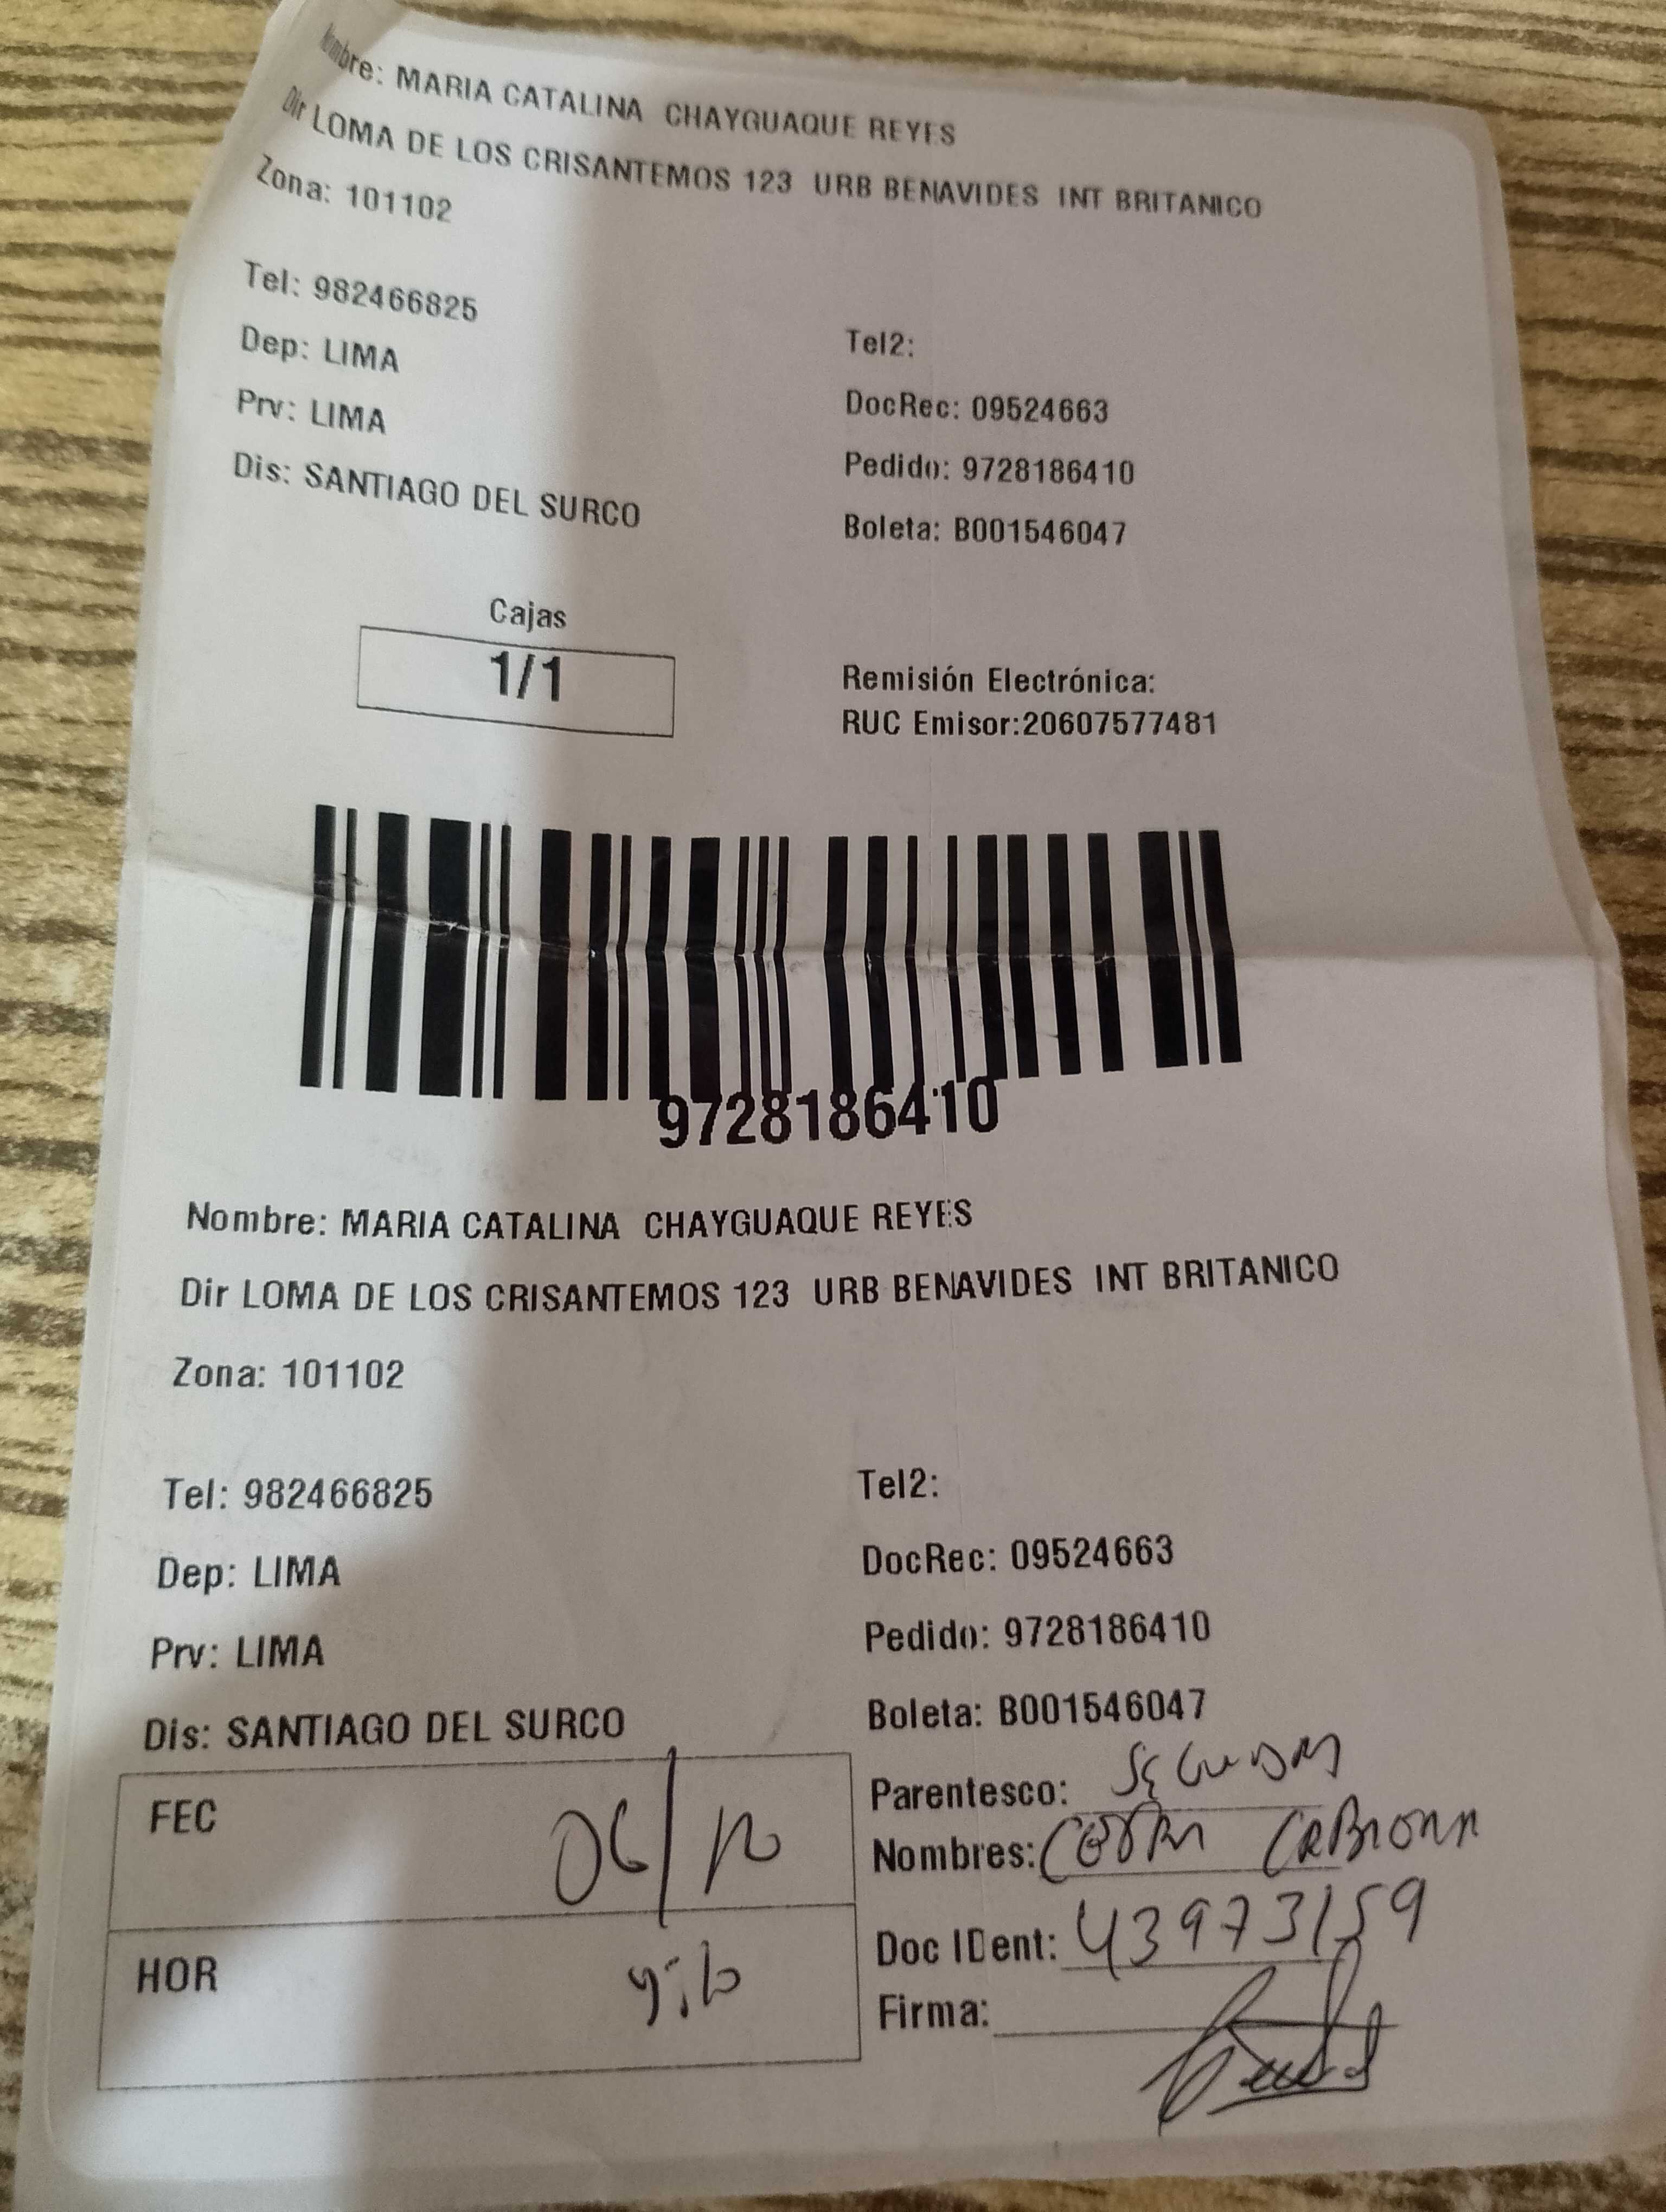 Nombre: MARIA CATALINA CHAYGUAQUE REYES
Dir LOMA DE LOS CRISANTEMOS 123 URB BENAVIDES INT BRITANICO
Zona: 101102
Tel: 982466825
Tel2:
Dep: LIMA
DocRec: 09524663
Prv: LIMA
Pedido: 9728186410
Dis: SANTIAGO DEL SURCO
Boleta: B001546047
Cajas
1/1
Remisión Electrónica:
RUC Emisor:20607577481
9728186410
Nombre: MARIA CATALINA CHAYGUAQUE REYES
Dir LOMA DE LOS CRISANTEMOS 123 URB BENAVIDES INT BRITANICO
Zona: 101102
Tel: 982466825
Tel2:
Dep: LIMA
DocRec: 09524663
Prv: LIMA
Pedido: 9728186410
Dis: SANTIAGO DEL SURCO
Boleta: B001546047
FEC 06/10
Parentesco:
Nombres:
HOR
Doc IDent: 43973159
Firma: